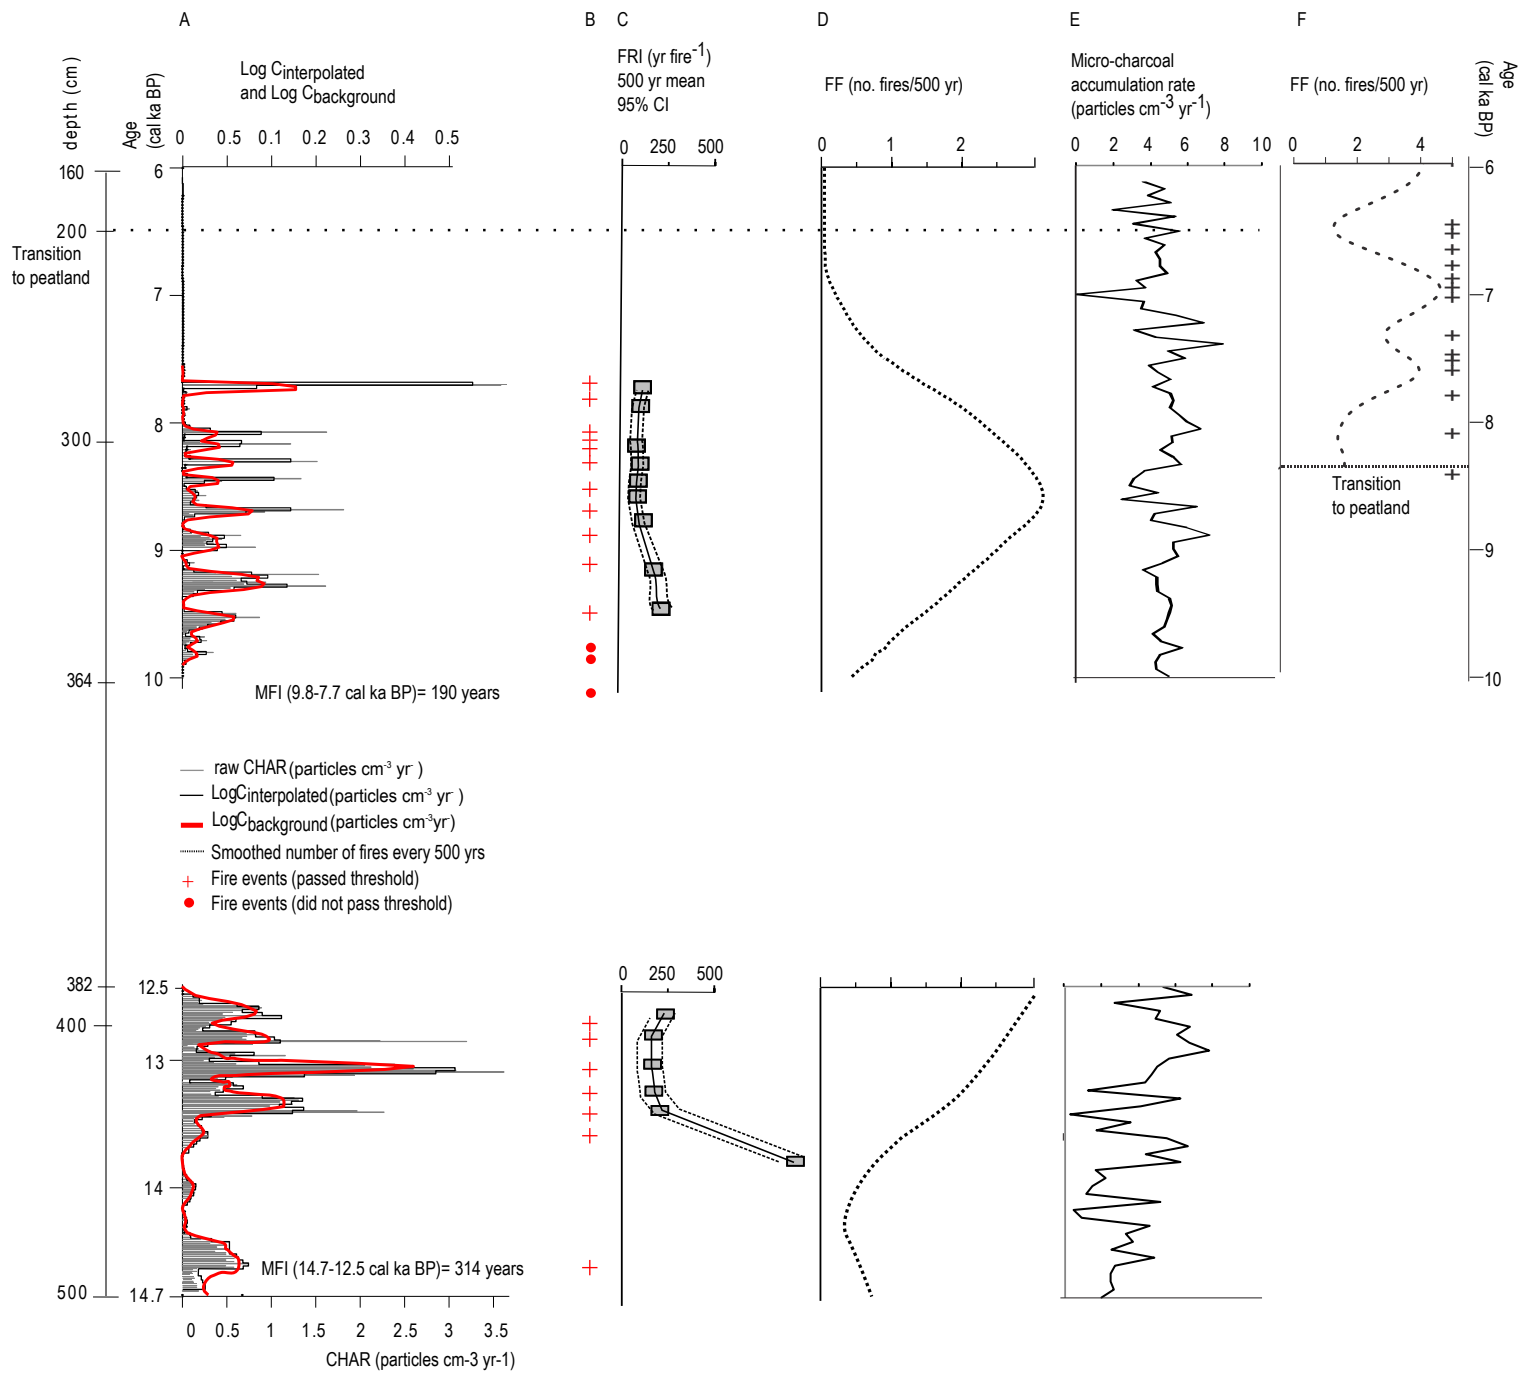 A
B
C
D
E
F
depth (cm)
Age
(cal ka BP)
Log Cinterpolated
and Log Cbackground
FRI (yr fire-1)
500 yr mean
95% CI
FF (no. fires/500 yr)
Micro-charcoal
accumulation rate
(particles cm-3 yr-1)
FF (no. fires/500 yr)
Age
(cal ka BP)
0 0.5 0.1 0.2 0.4 0.5
0 250 500
0 1 2
0 2 4 6 8 10
0 2 4
160
200
Transition
to peatland
300
364
6
7
8
9
10
6
7
8
9
10
Transition
to peatland
MFI (9.8-7.7 cal ka BP)= 190 years
raw CHAR (particles cm-3 yr-)
LogCinterpolated (particles cm-3 yr-)
LogCbackground (particles cm-3yr-)
Smoothed number of fires every 500 yrs
Fire events (passed threshold)
Fire events (did not pass threshold)
382
400
500
12.5
13
14
14.7
0 250 500
MFI (14.7-12.5 cal ka BP)= 314 years
0 0.5 1 1.5 2 2.5 3 3.5
CHAR (particles cm-3 yr-1)